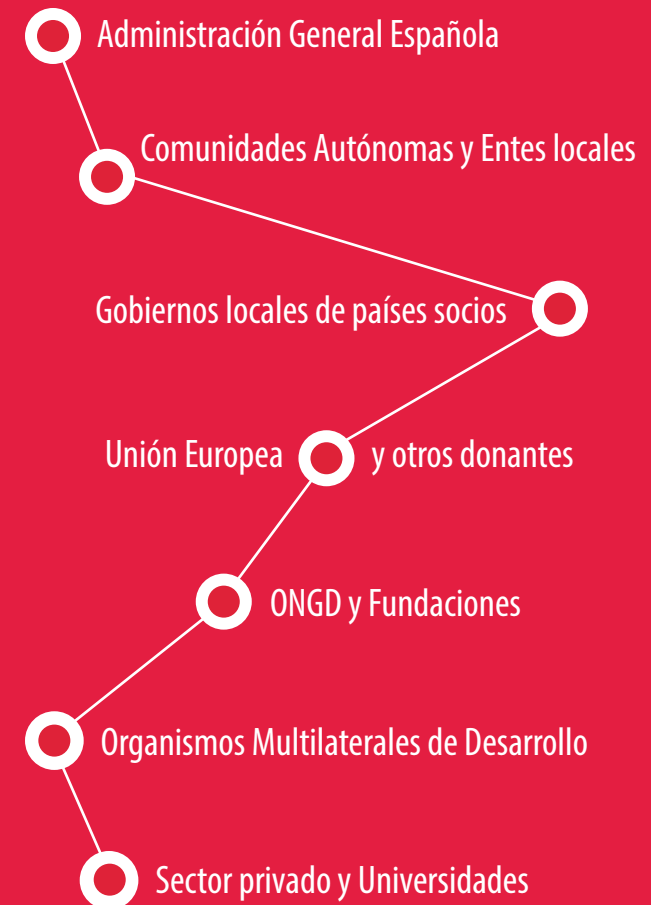 Administración General Española
Comunidades Autónomas y Entes locales
Gobiernos locales de países socios
Unión Europea y otros donantes
ONGD y Fundaciones
Organismos Multilaterales de Desarrollo
Sector privado y Universidades